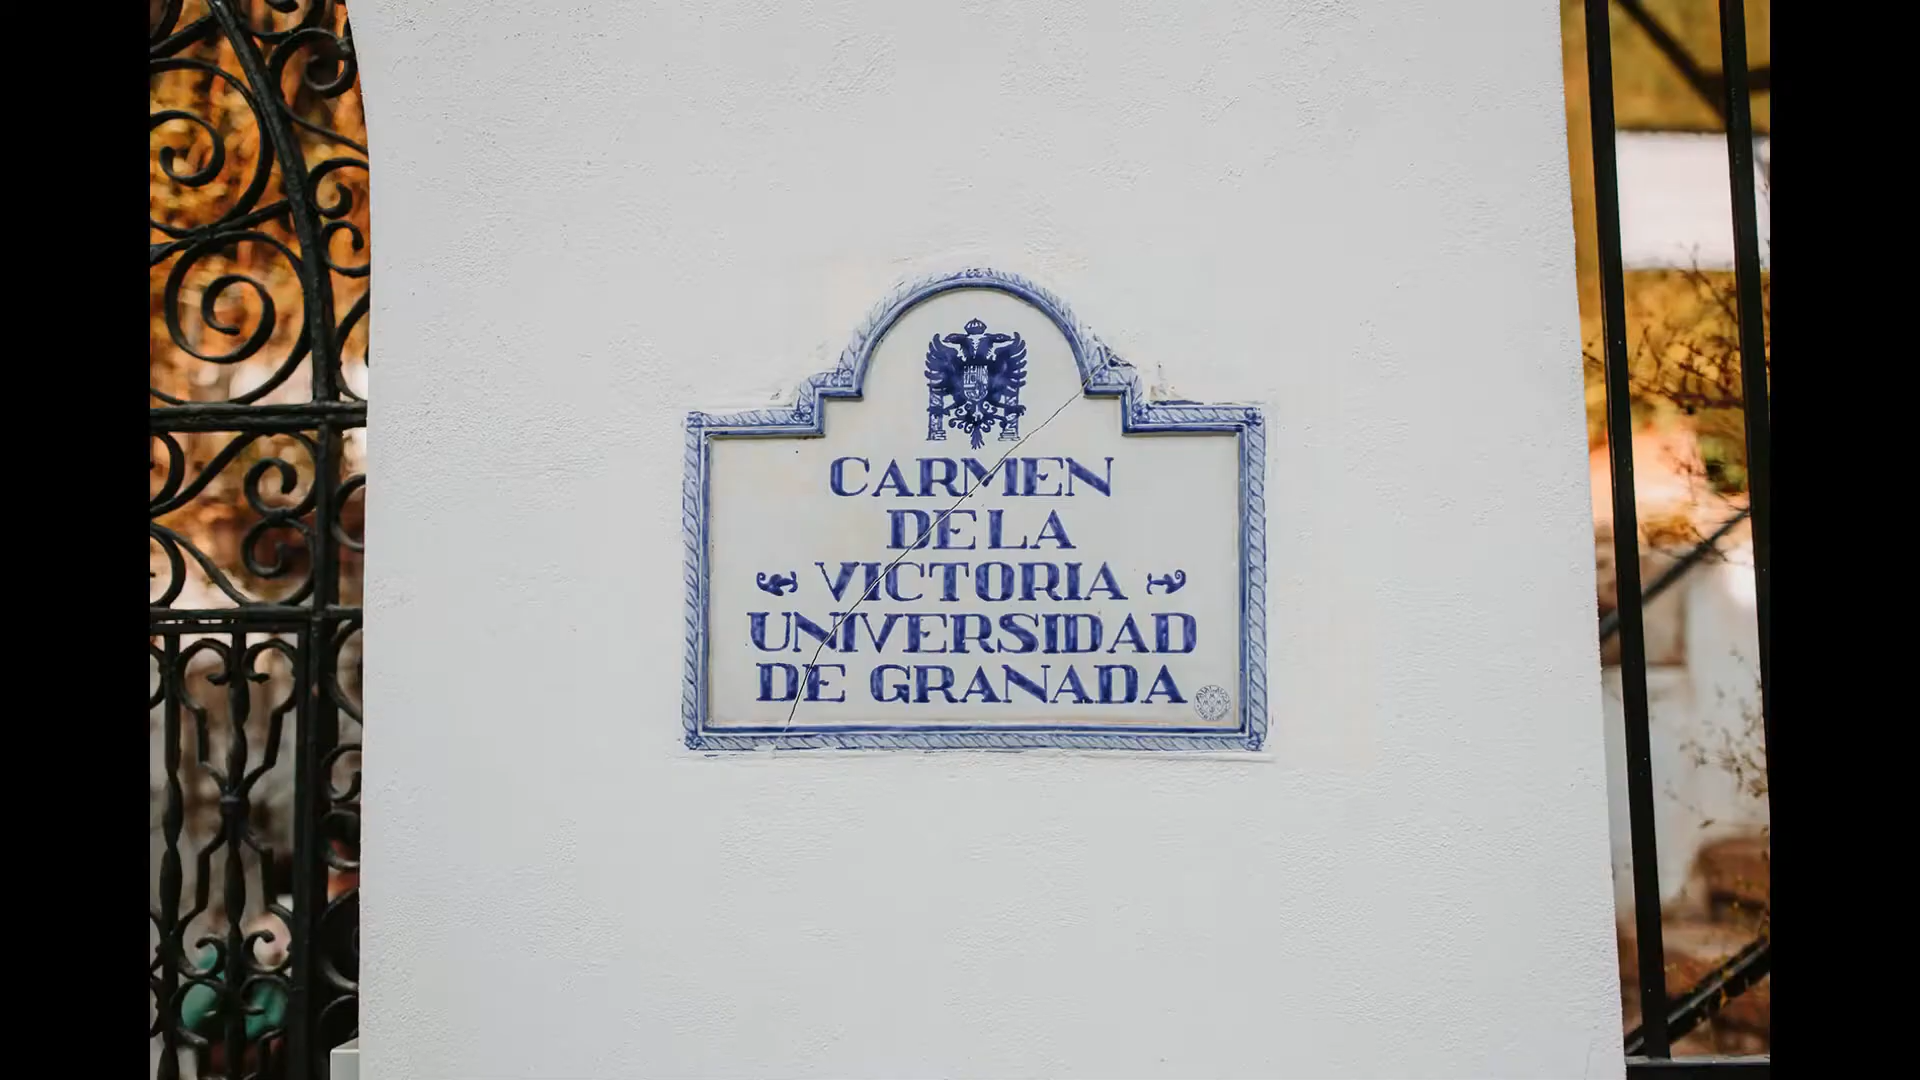 CARMEN
DE LA
VICTORIA
UNIVERSIDAD
DE GRANADA